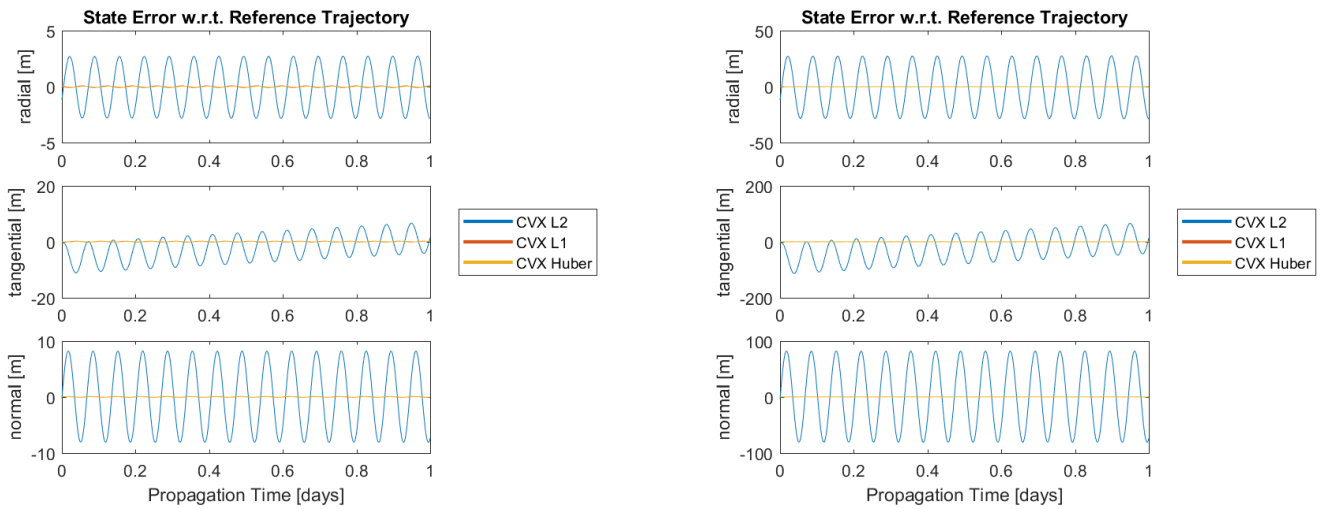 State Error w.r.t. Reference Trajectory
5
0
-5
radial [m]
0 0.2 0.4 0.6 0.8 1
20
0
-20
tangential [m]
0 0.2 0.4 0.6 0.8 1
10
0
-10
normal [m]
0 0.2 0.4 0.6 0.8 1
Propagation Time [days]
CVX L2
CVX L1
CVX Huber
State Error w.r.t. Reference Trajectory
50
0
-50
radial [m]
0 0.2 0.4 0.6 0.8 1
200
0
-200
tangential [m]
0 0.2 0.4 0.6 0.8 1
100
0
-100
normal [m]
0 0.2 0.4 0.6 0.8 1
Propagation Time [days]
CVX L2
CVX L1
CVX Huber